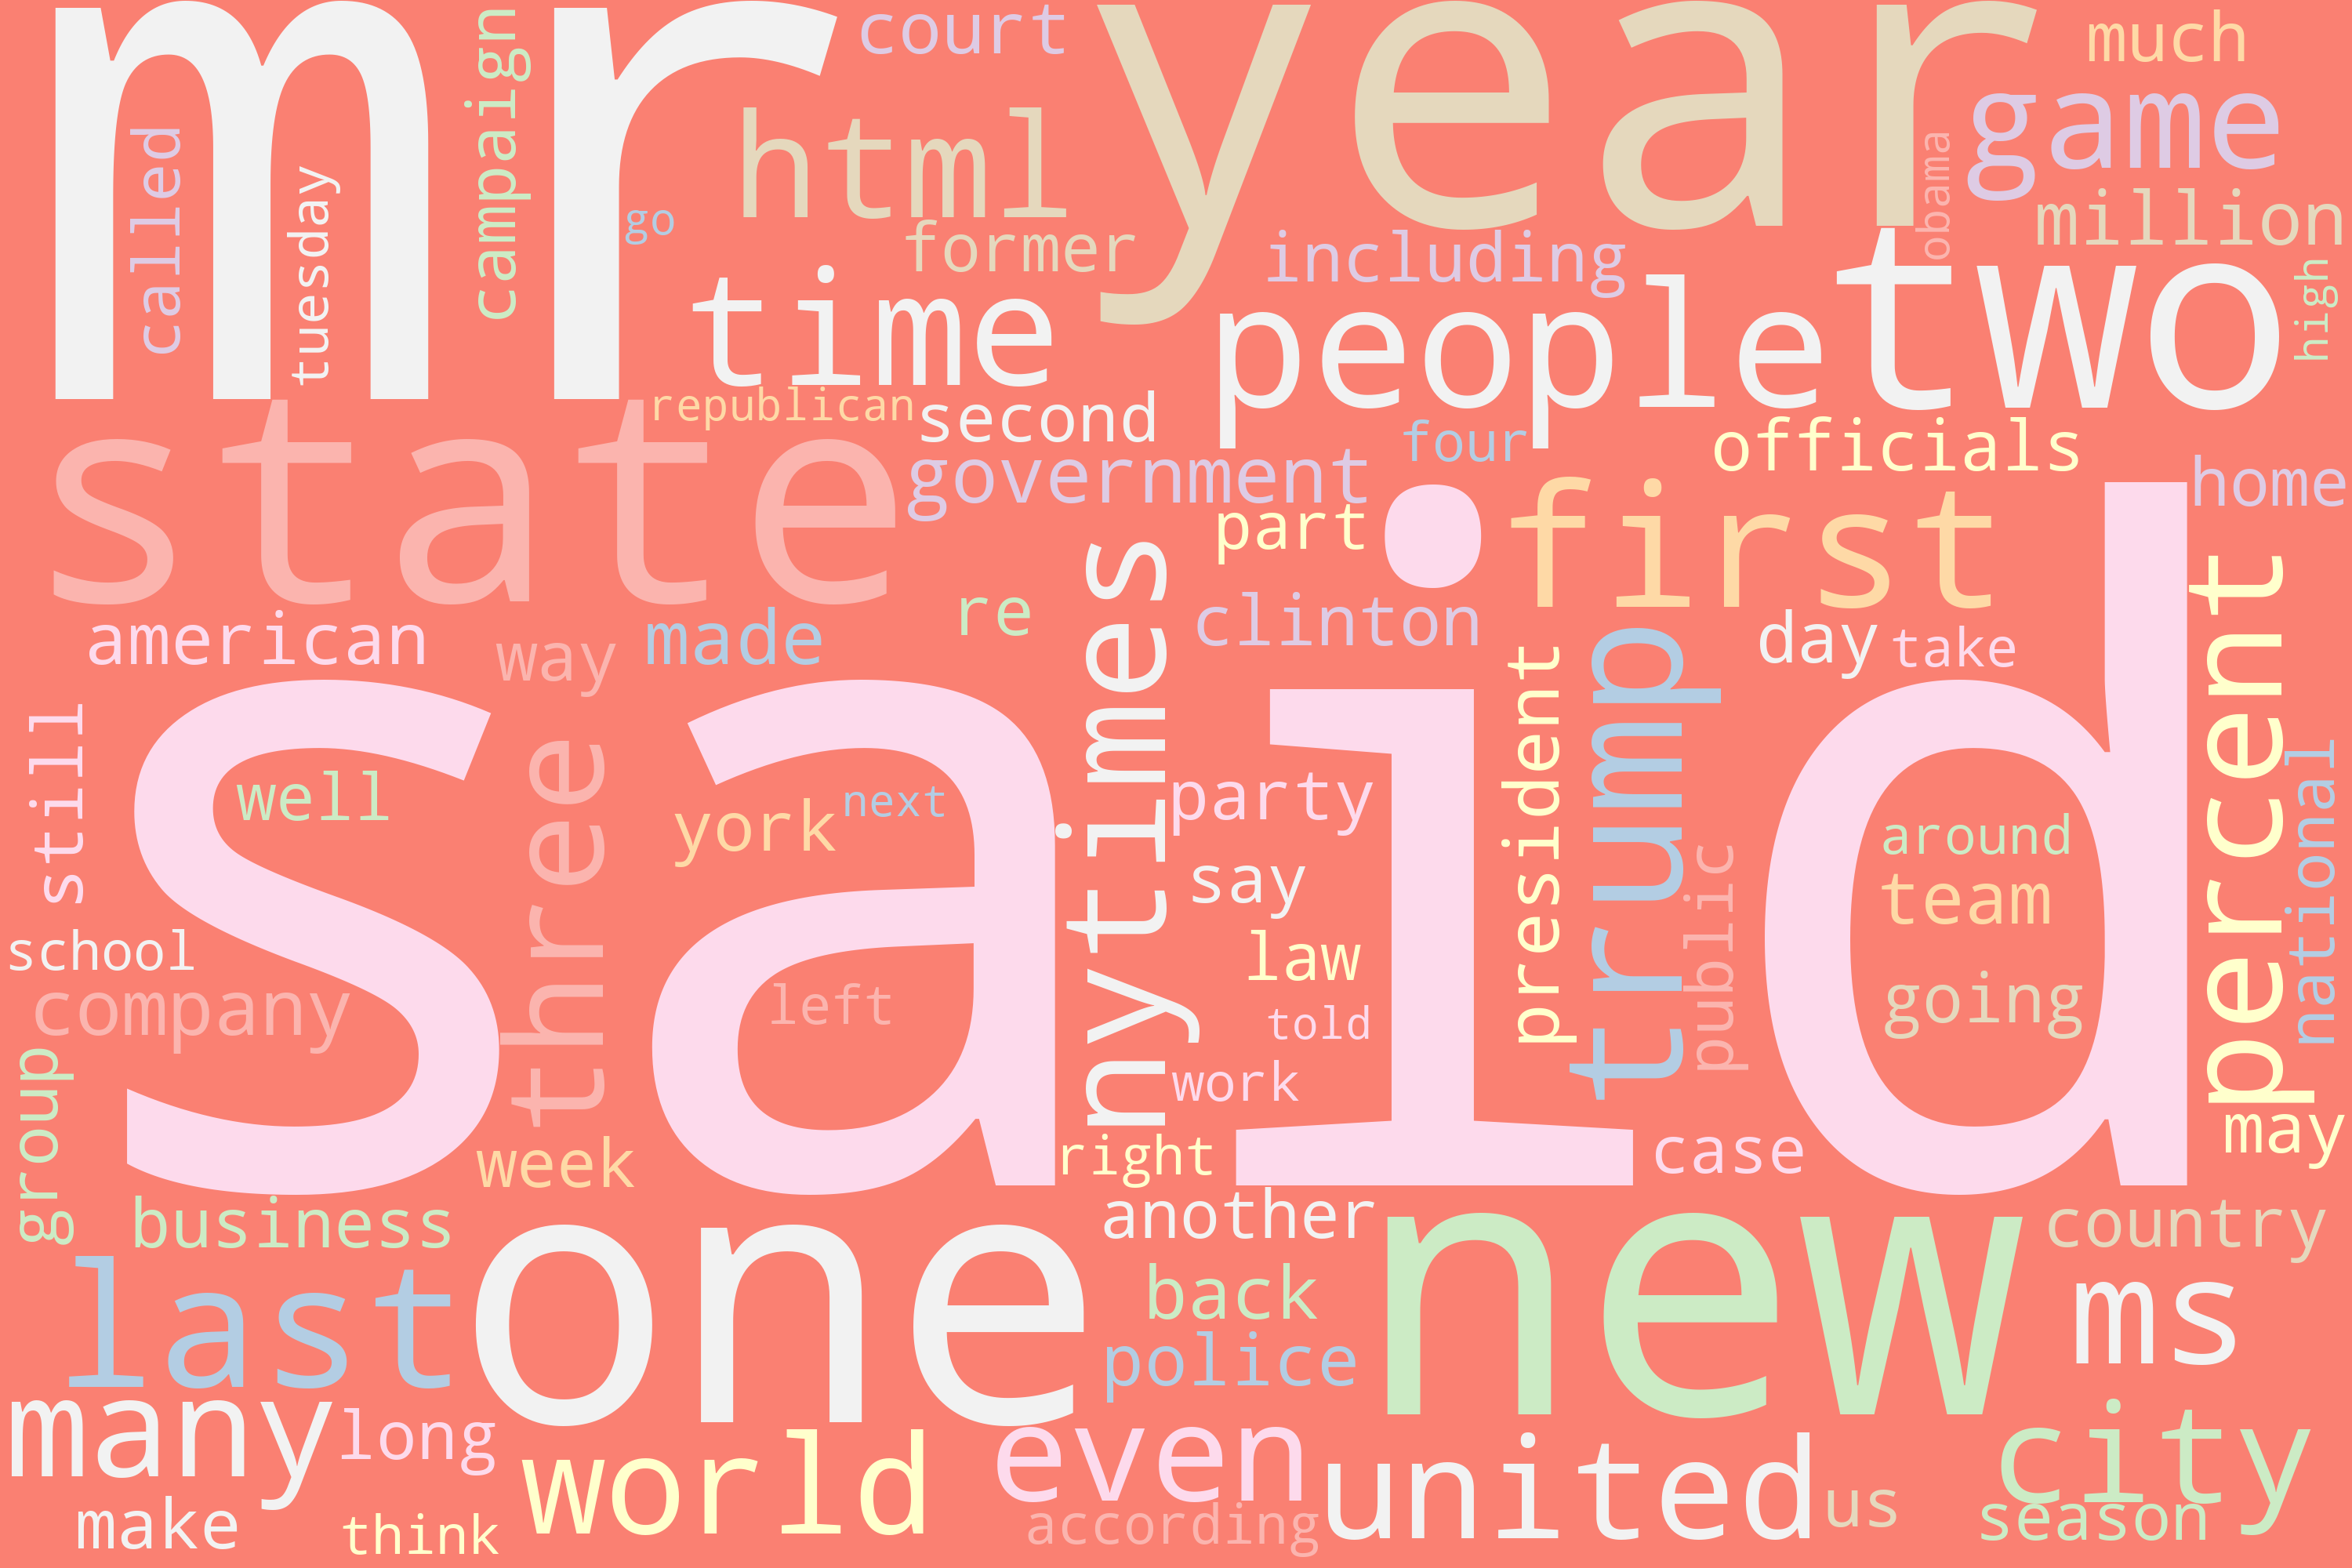 mr
year
court
much
campaign
html
game
called
tuesday
go
former
including
obama
million
time
people
two
high
republican
second
four
officials
state
government
home
part
first
american
way
made
re
nytimes
clinton
day
take
percent
said
still
well
three
york
next
party
president
trump
national
say
around
public
team
school
law
company
left
told
going
group
work
may
week
right
case
another
business
one
new
country
last
back
ms
police
many
long
world
even
united
city
make
think
according
us
season